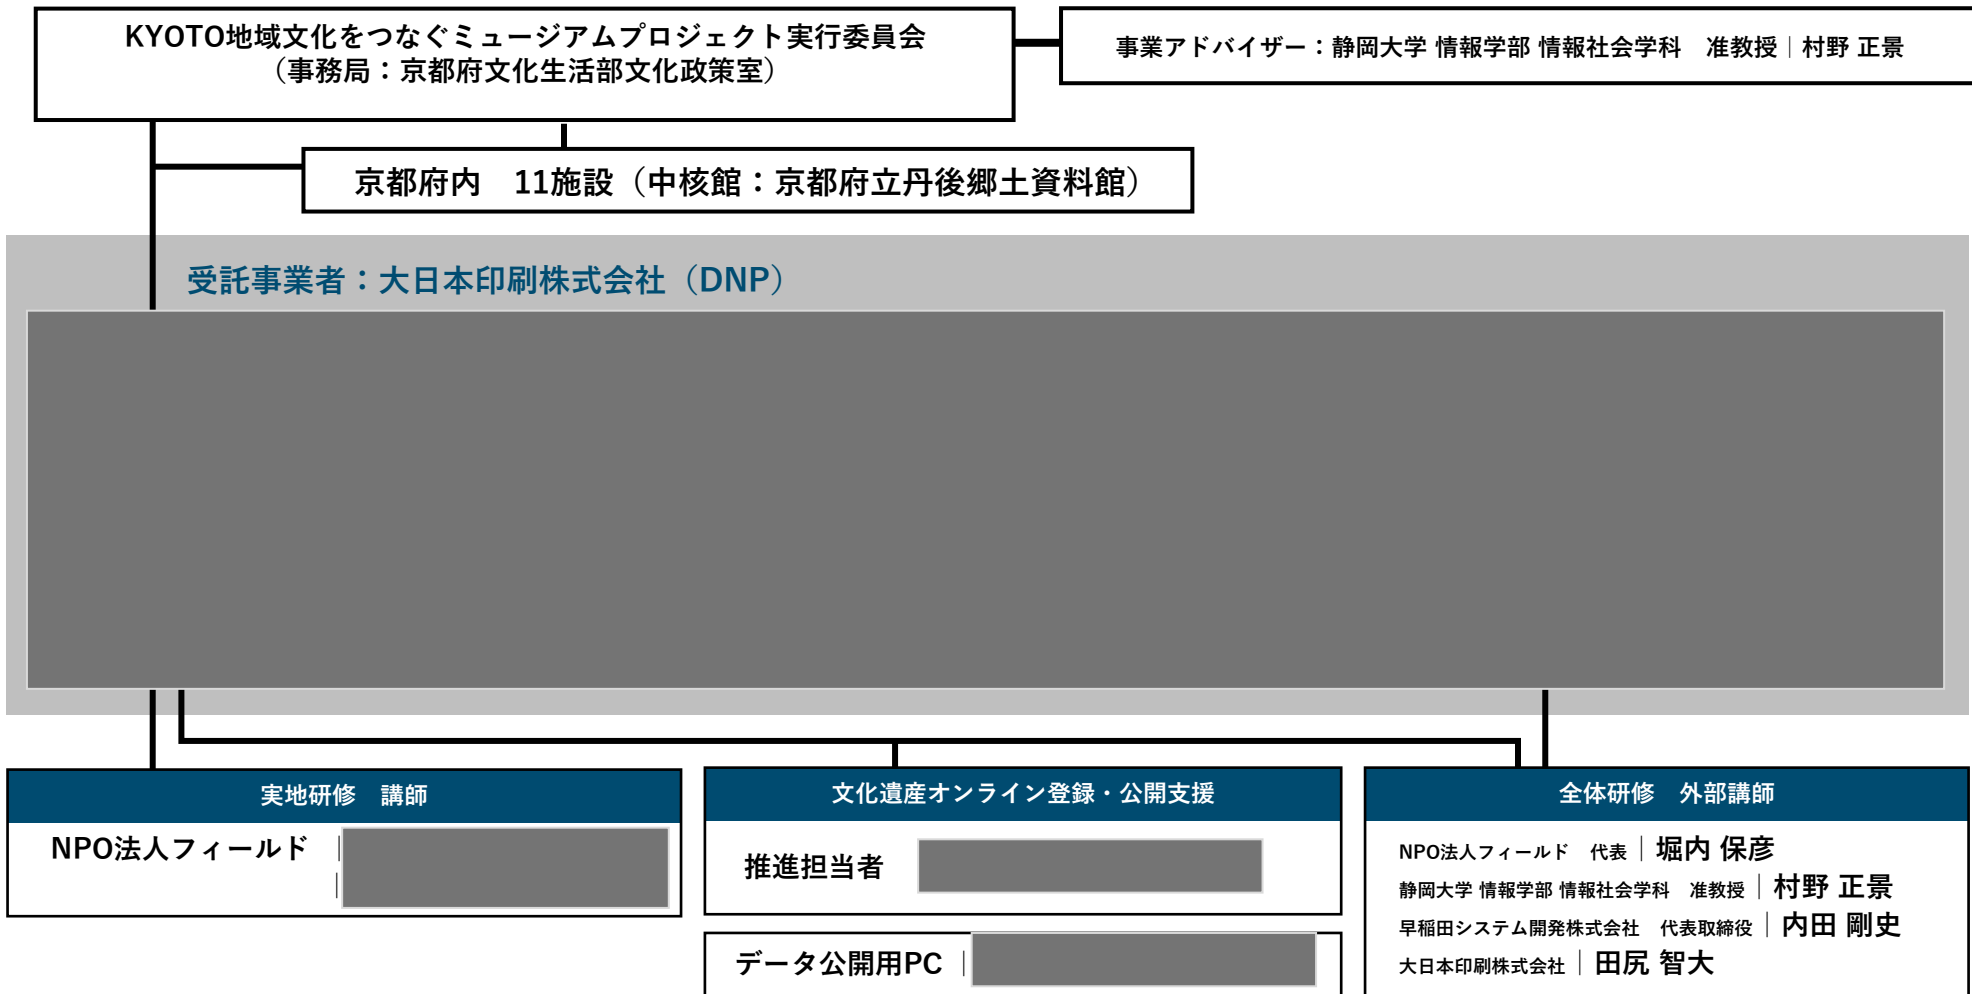 KYOTO地域文化をつなぐミュージアムプロジェクト実行委員会
（事務局：京都府文化生活部文化政策室）
事業アドバイザー：静岡大学 情報学部 情報社会学科　准教授｜村野 正景
京都府内　11施設（中核館：京都府立丹後郷土資料館）
受託事業者：大日本印刷株式会社（DNP）
実地研修　講師
NPO法人フィールド　｜
｜
文化遺産オンライン登録・公開支援
推進担当者
データ公開用PC ｜
全体研修　外部講師
NPO法人フィールド　代表｜堀内 保彦
静岡大学 情報学部 情報社会学科　准教授｜村野 正景
早稲田システム開発株式会社　代表取締役｜内田 剛史
大日本印刷株式会社｜田尻 智大